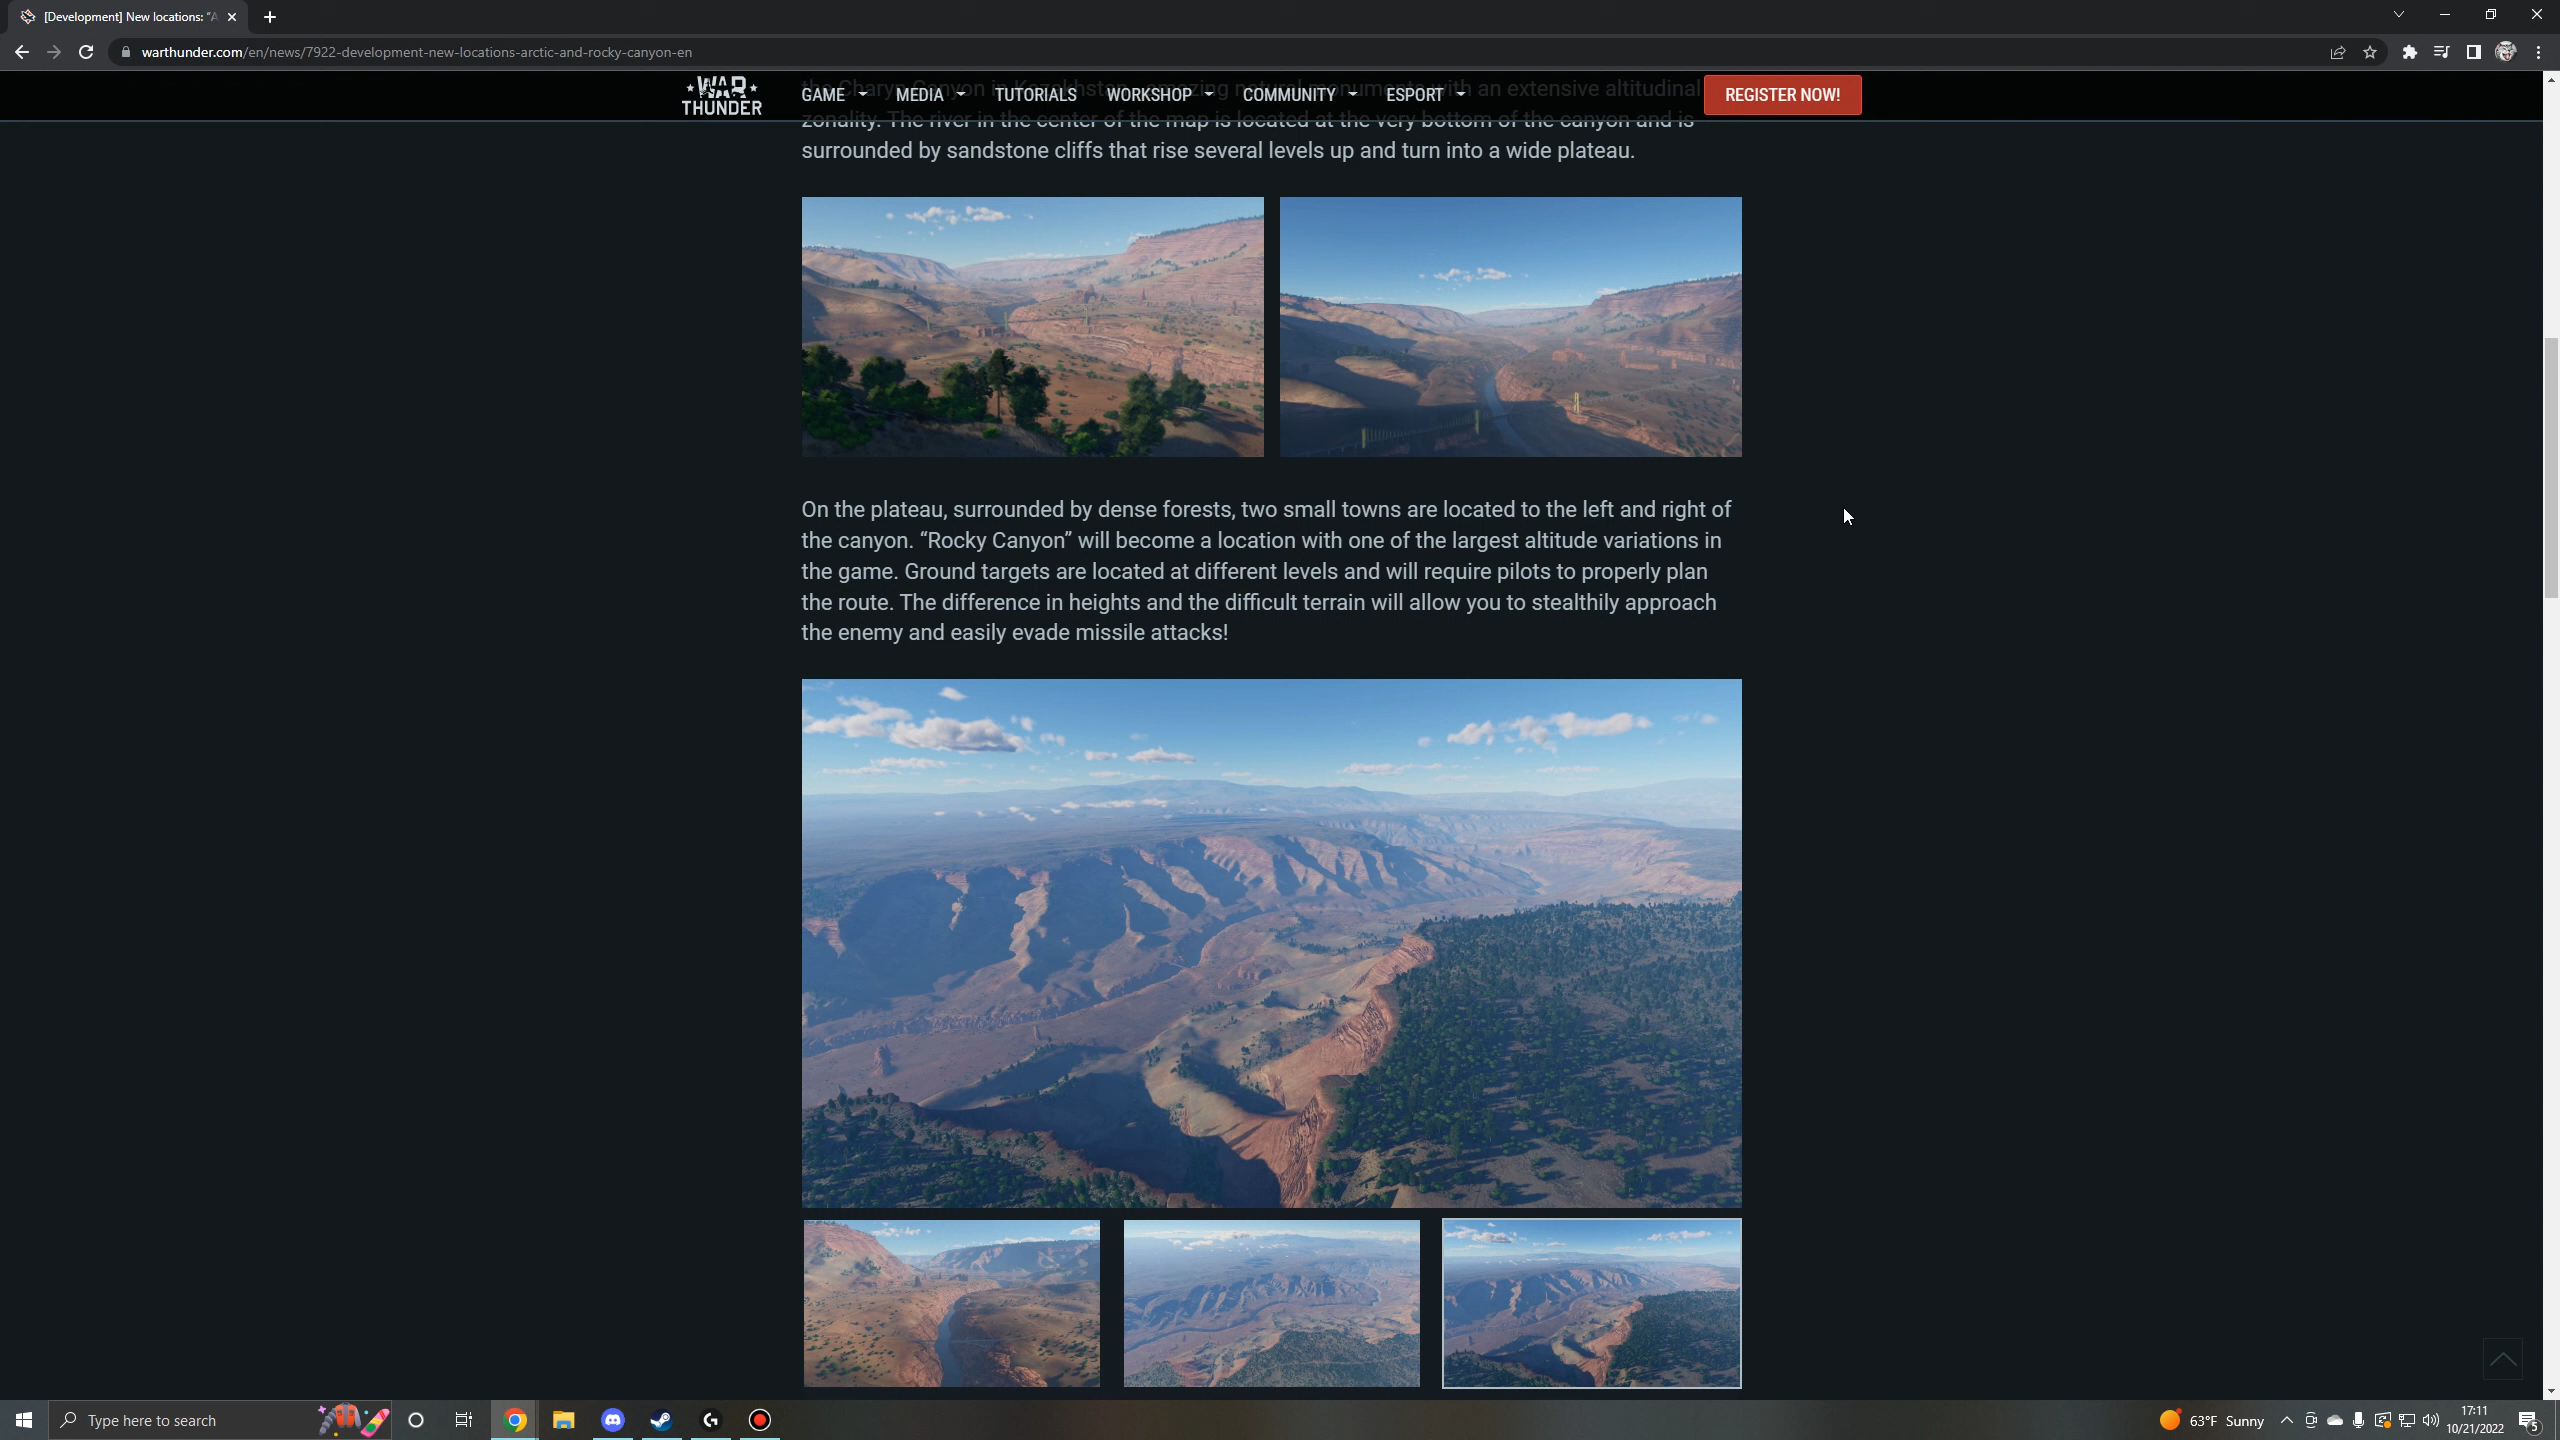 [Development] New locations: "A
warthunder.com/en/news/7922-development-new-locations-arctic-and-rocky-canyon-en
WAR THUNDER
GAME MEDIA TUTORIALS WORKSHOP COMMUNITY ESPORT
REGISTER NOW!
the Charyn Canyon in Kazakhstan with an extensive altitudinal
zonality. The river in the center of the map is located at the very bottom of the canyon and is
surrounded by sandstone cliffs that rise several levels up and turn into a wide plateau.
On the plateau, surrounded by dense forests, two small towns are located to the left and right of
the canyon. “Rocky Canyon” will become a location with one of the largest altitude variations in
the game. Ground targets are located at different levels and will require pilots to properly plan
the route. The difference in heights and the difficult terrain will allow you to stealthily approach
the enemy and easily evade missile attacks!
Type here to search
63°F Sunny
17:11
10/21/2022
5